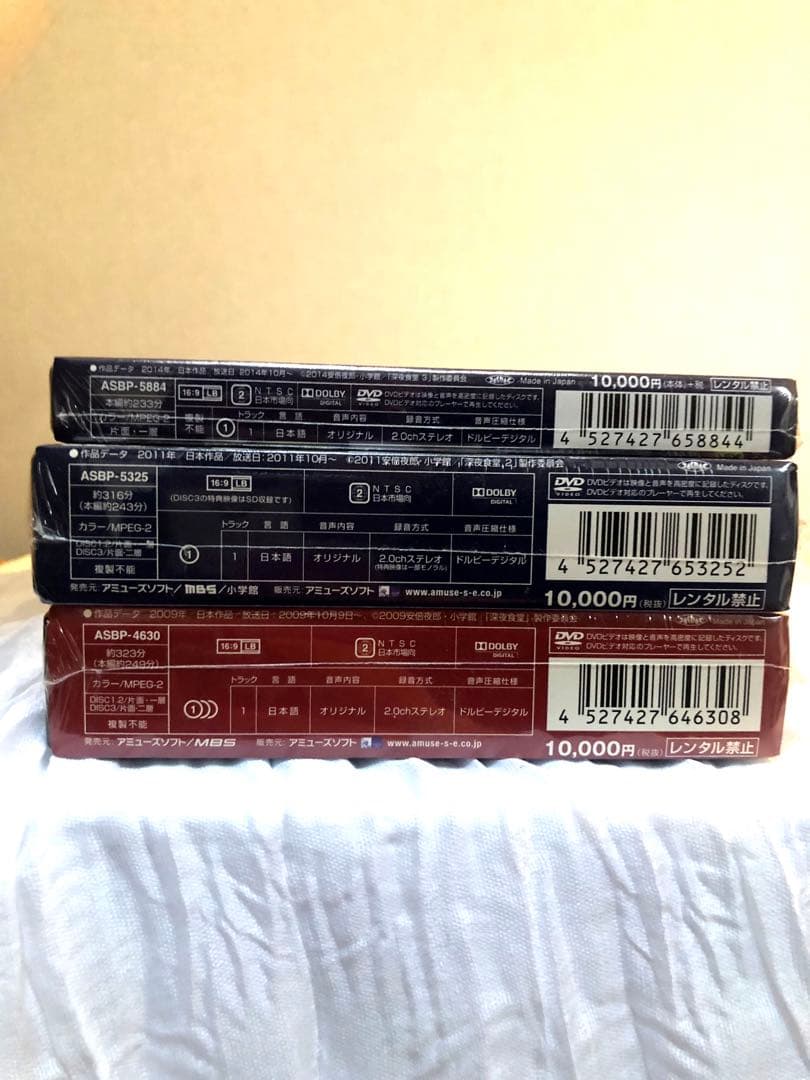 ●作品データ 2014年 日本作品/放送日 2014年10月~ ©2014安倍夜郎・小学館/「深夜食堂 3」製作委員会 Made in Japan 10,000円(本体)+税 レンタル禁止
ASBP-5884 16:9 LB 2 NTSC 日本市場向 DOLBY DIGITAL DVD VIDEO DVDビデオは映像と音声を高密度に記録したディスクです。
DVDビデオ対応のプレーヤーで再生してください。
本編約233分
カラー/MPEG-2 複製不能 トラック 言語 音声内容 録音方式 音声圧縮仕様
片面・一層 1 1 日本語 オリジナル 2.0chステレオ ドルビーデジタル
4 527427 658844
●作品データ 2011年 日本作品/放送日:2011年10月~ ©2011安倍夜郎・小学館/「深夜食堂 2」製作委員会 Made in Japan
ASBP-5325 16:9 LB 2 NTSC 日本市場向 DOLBY DIGITAL DVD VIDEO DVDビデオは映像と音声を高密度に記録したディスクです。
DVDビデオ対応のプレーヤーで再生してください。
約316分
(本編約243分) (DISC3の特典映像はSD収録です)
カラー/MPEG-2 トラック 言語 音声内容 録音方式 音声圧縮仕様
DISC1,2/片面・一層
DISC3/片面・二層 1 1 日本語 オリジナル 2.0chステレオ ドルビーデジタル
(特典映像は一部モノラル)
複製不能
4 527427 653252
発売元:アミューズソフト/MBS/小学館 販売元:アミューズソフト www.amuse-s-e.co.jp 10,000円(税抜) レンタル禁止
●作品データ 2009年 日本作品/放送日:2009年10月9日~ ©2009安倍夜郎・小学館/「深夜食堂」製作委員会
ASBP-4630 16:9 LB 2 NTSC 日本市場向 DOLBY DIGITAL DVD VIDEO DVDビデオは映像と音声を高密度に記録したディスクです。
DVDビデオ対応のプレーヤーで再生してください。
約323分
(本編約249分)
カラー/MPEG-2 トラック 言語 音声内容 録音方式 音声圧縮仕様
DISC1,2/片面・一層
DISC3/片面・二層 1 1 日本語 オリジナル 2.0chステレオ ドルビーデジタル
複製不能
4 527427 646308
発売元:アミューズソフト/MBS 販売元:アミューズソフト www.amuse-s-e.co.jp 10,000円(税抜) レンタル禁止